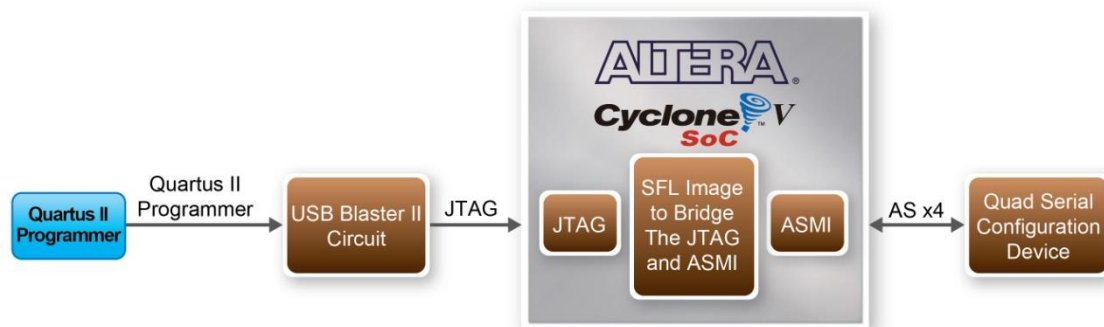 ALTERA®
Cyclone™ V
SoC
Quartus II
Programmer
Quartus II
Programmer
USB Blaster II
Circuit
JTAG
JTAG
SFL Image
to Bridge
The JTAG
and ASMI
ASMI
AS x4
Quad Serial
Configuration
Device